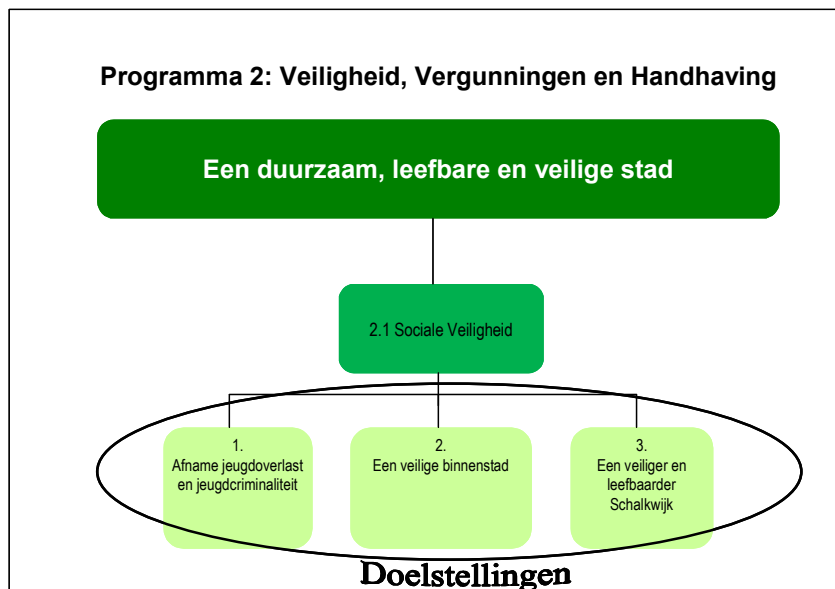 Programma 2: Veiligheid, Vergunningen en Handhaving
Een duurzaam, leefbare en veilige stad
2.1 Sociale Veiligheid
1.
Afname jeugdoverlast
en jeugdcriminaliteit
2.
Een veilige binnenstad
3.
Een veiliger en
leefbaarder
Schalkwijk
Doelstellingen